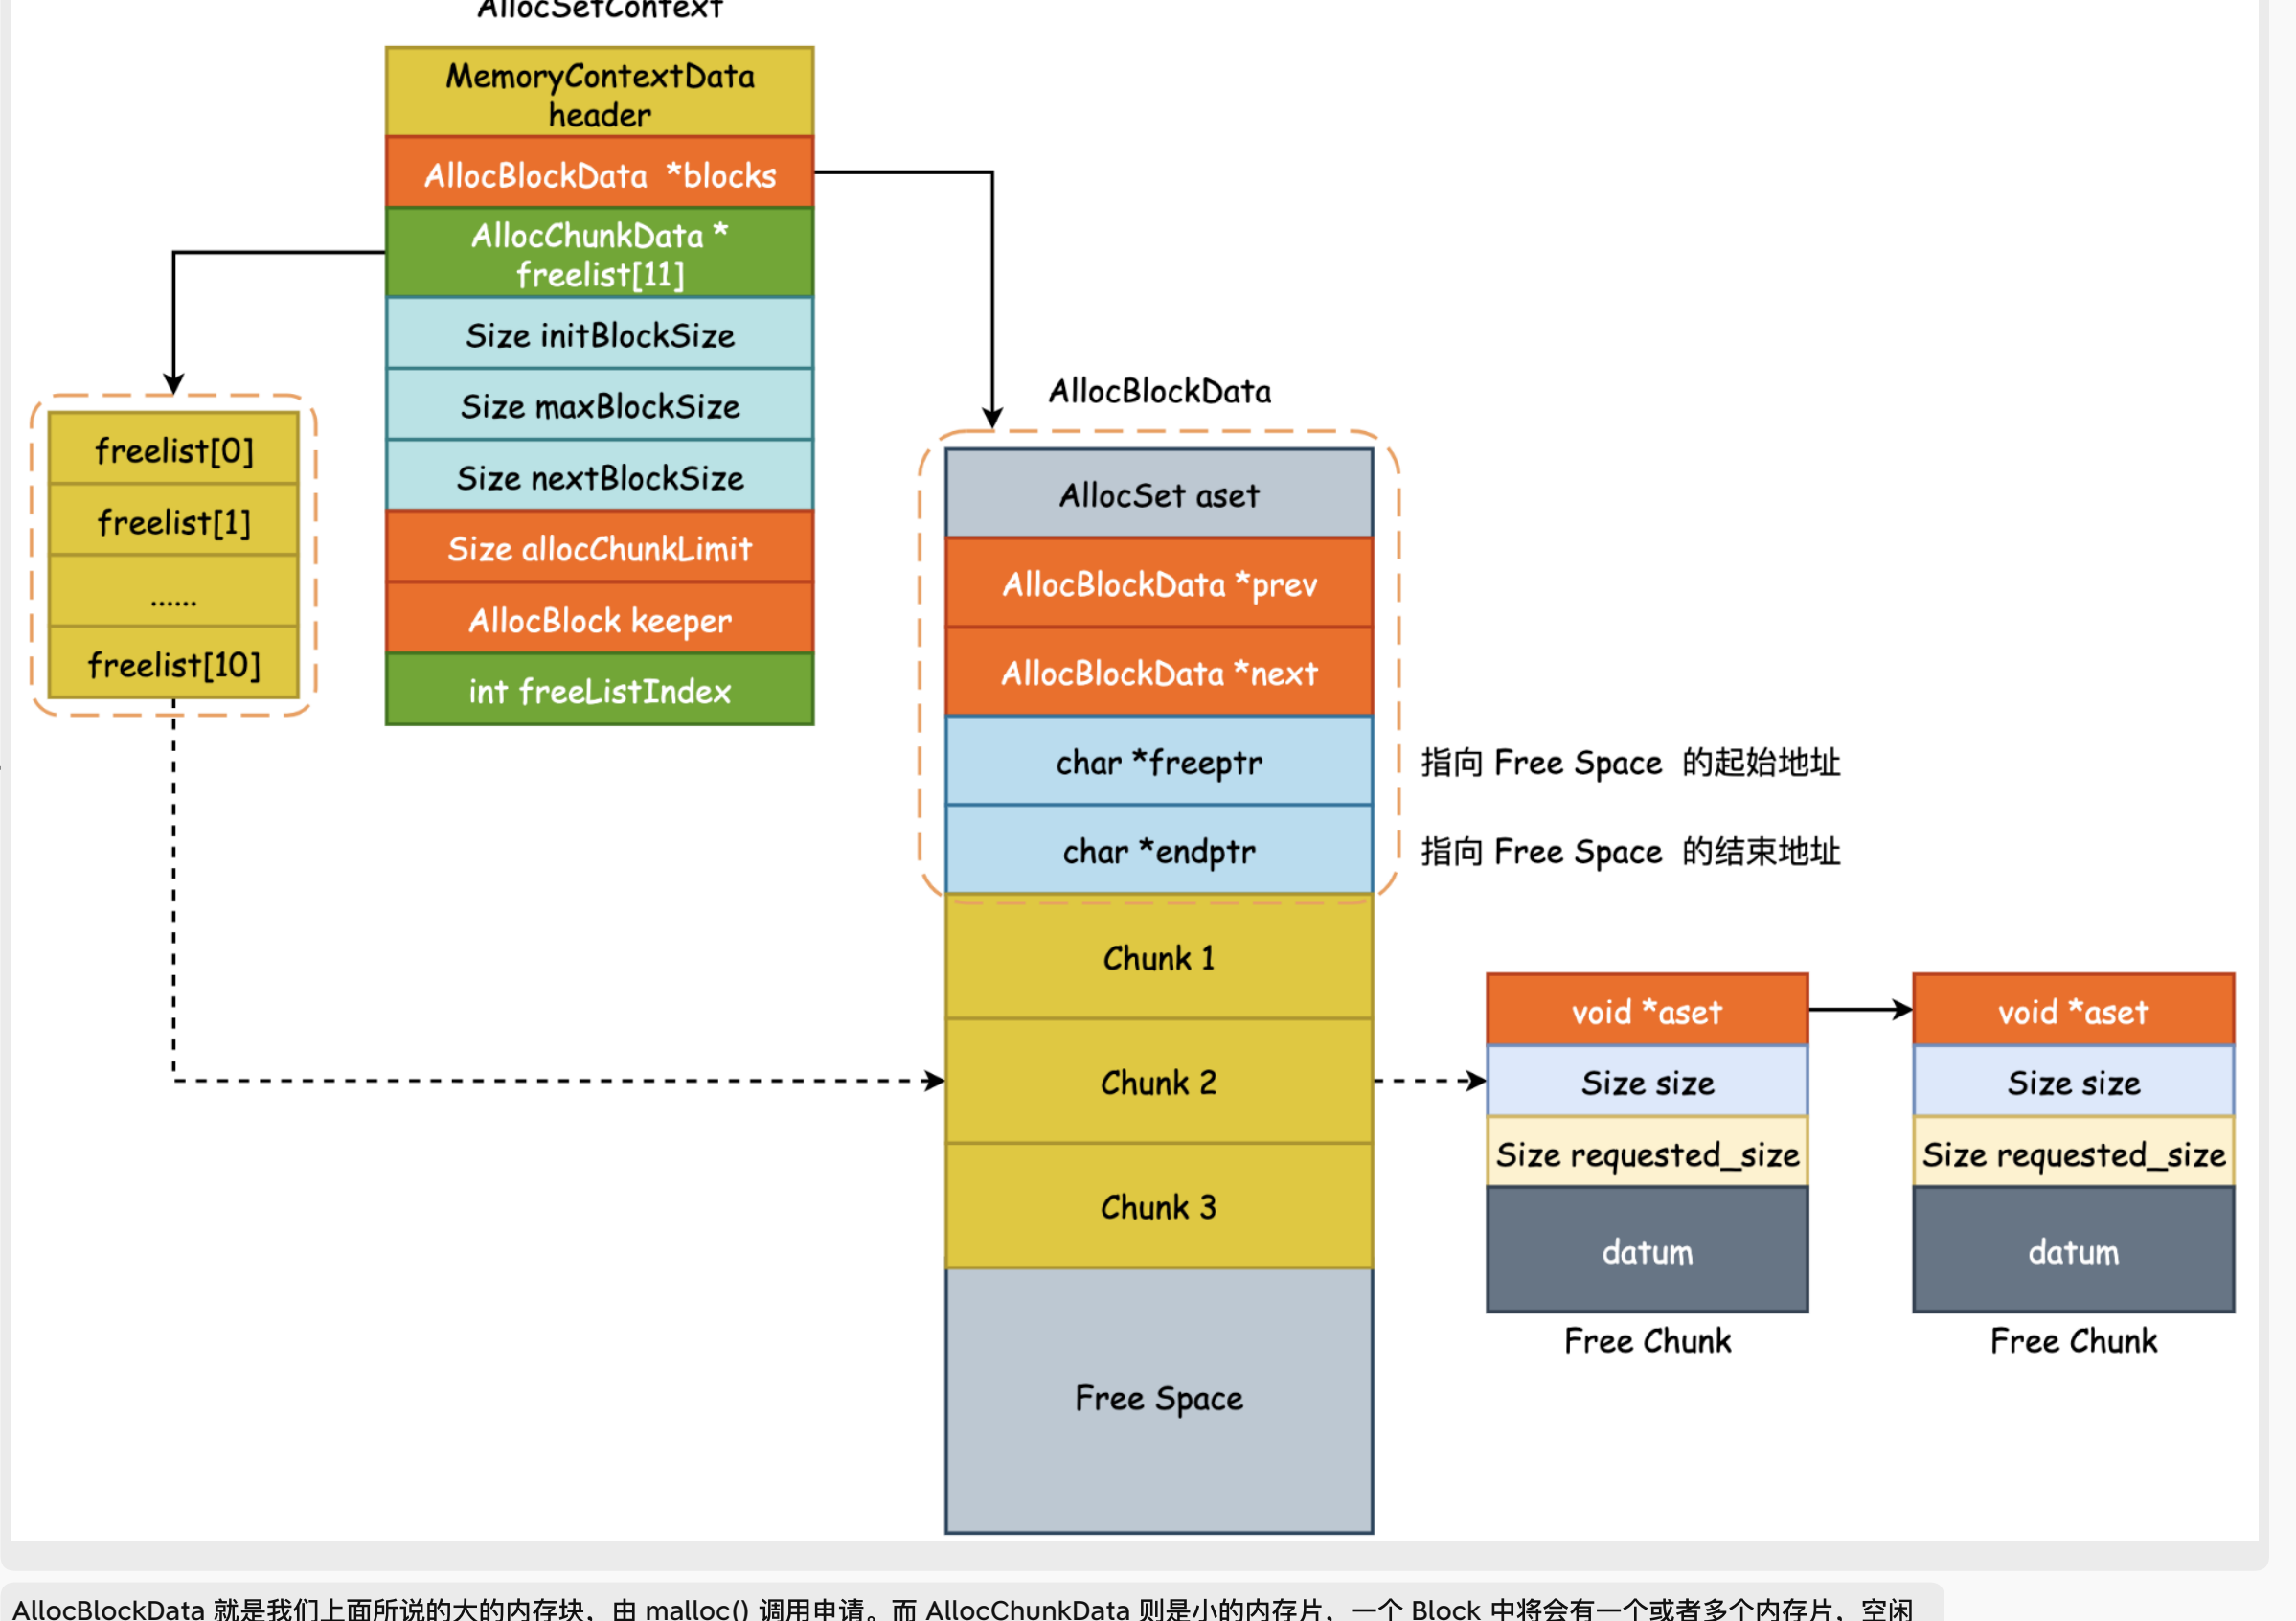 AllocSetContext
MemoryContextData
header
AllocBlockData *blocks
AllocChunkData *
freelist[11]
Size initBlockSize
Size maxBlockSize
Size nextBlockSize
Size allocChunkLimit
AllocBlock keeper
int freeListIndex
freelist[0]
freelist[1]
......
freelist[10]
AllocBlockData
AllocSet aset
AllocBlockData *prev
AllocBlockData *next
char *freeptr
指向 Free Space 的起始地址
char *endptr
指向 Free Space 的结束地址
Chunk 1
Chunk 2
Chunk 3
Free Space
void *aset
Size size
Size requested_size
datum
Free Chunk
void *aset
Size size
Size requested_size
datum
Free Chunk
AllocBlockData 就是我们上面所说的大的内存块，由 malloc() 调用申请。而 AllocChunkData 则是小的内存片，一个 Block 中将会有一个或者多个内存片，空闲